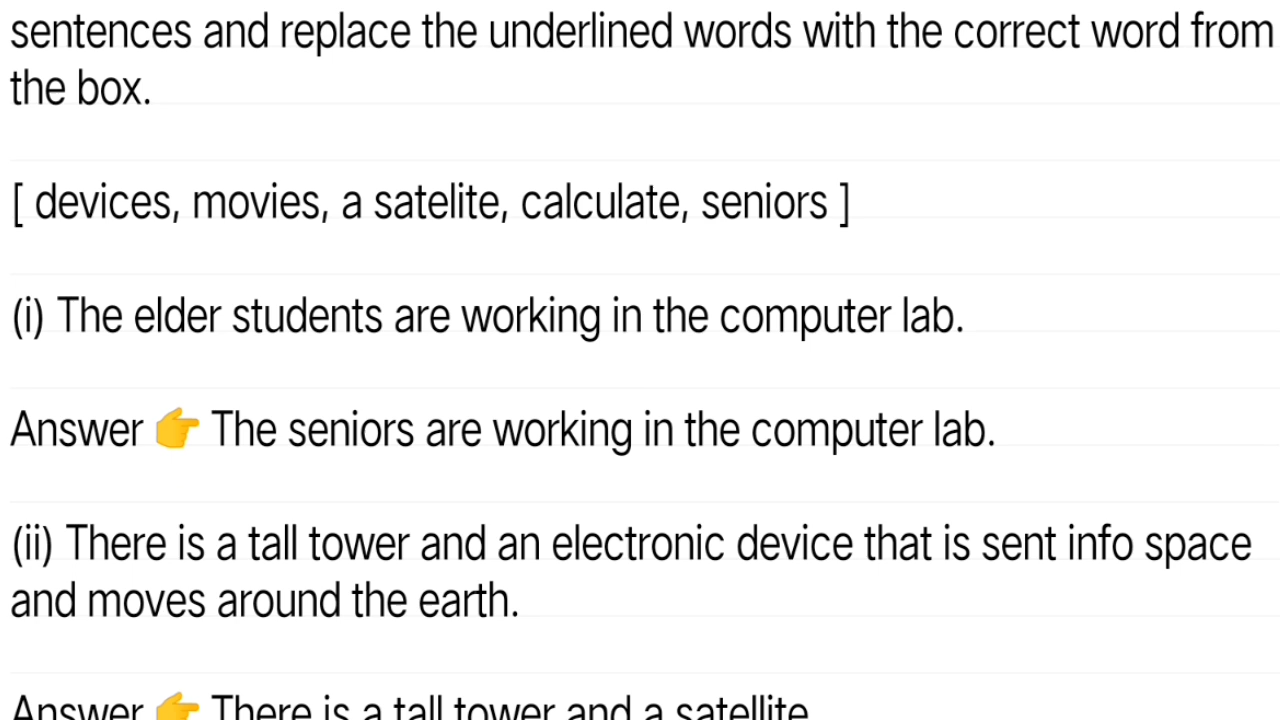 sentences and replace the underlined words with the correct word from
the box.
[ devices, movies, a satelite, calculate, seniors ]
(i) The elder students are working in the computer lab.
Answer 👉 The seniors are working in the computer lab.
(ii) There is a tall tower and an electronic device that is sent info space
and moves around the earth.
Answer 👉 There is a tall tower and a satellite